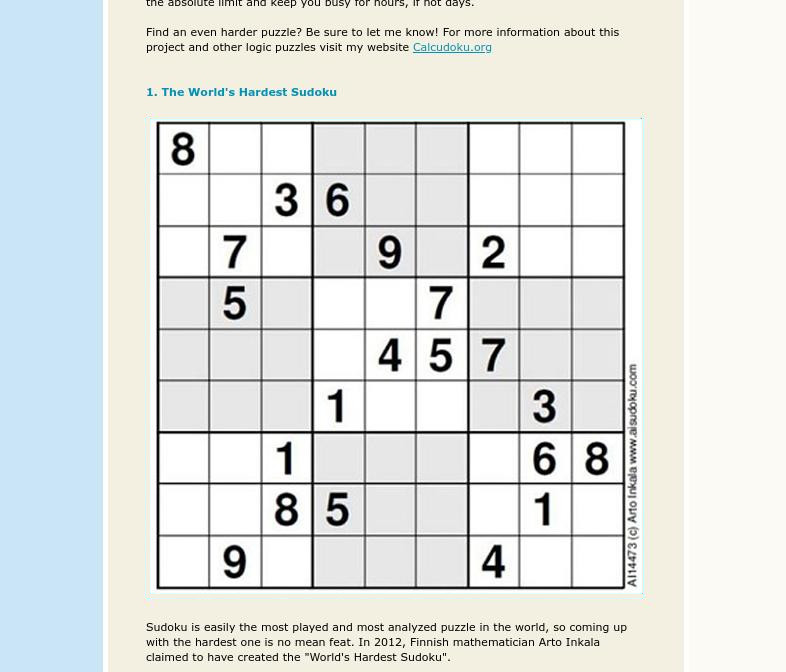 the absolute limit and keep you busy for hours, if not days.
Find an even harder puzzle? Be sure to let me know! For more information about this
project and other logic puzzles visit my website Calcudoku.org
1. The World's Hardest Sudoku
8
3 6
7 9 2
5 7
4 5 7
1 3
1 6 8
8 5 1
9 4
AI14473 (c) Arto Inkala www.aisudoku.com
Sudoku is easily the most played and most analyzed puzzle in the world, so coming up
with the hardest one is no mean feat. In 2012, Finnish mathematician Arto Inkala
claimed to have created the "World's Hardest Sudoku".